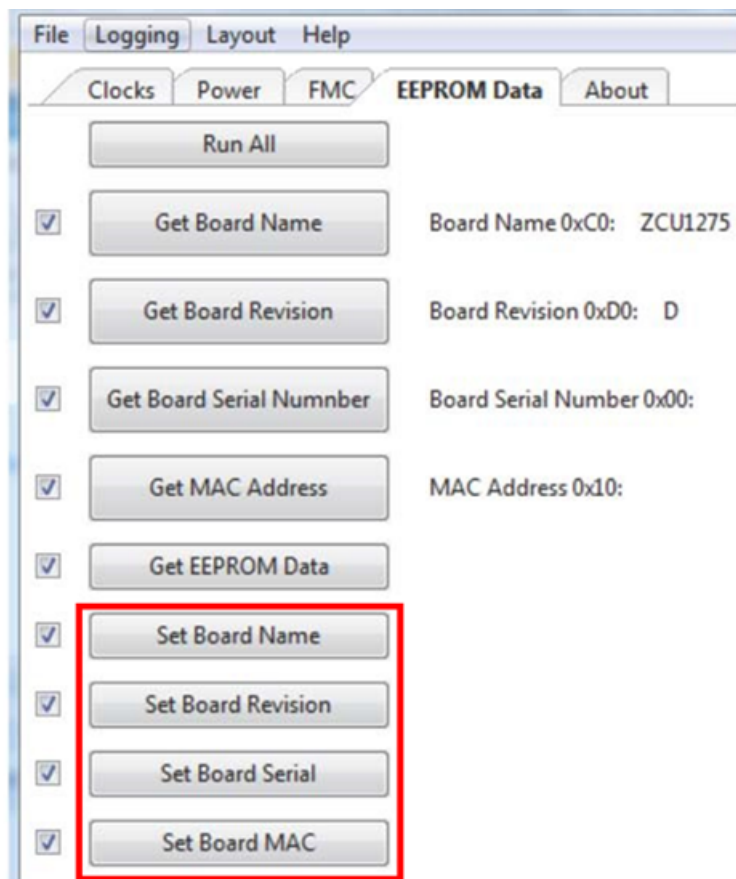 File Logging Layout Help
Clocks Power FMC EEPROM Data About
Run All
Get Board Name Board Name 0xC0: ZCU1275
Get Board Revision Board Revision 0xD0: D
Get Board Serial Numnber Board Serial Number 0x00:
Get MAC Address MAC Address 0x10:
Get EEPROM Data
Set Board Name
Set Board Revision
Set Board Serial
Set Board MAC